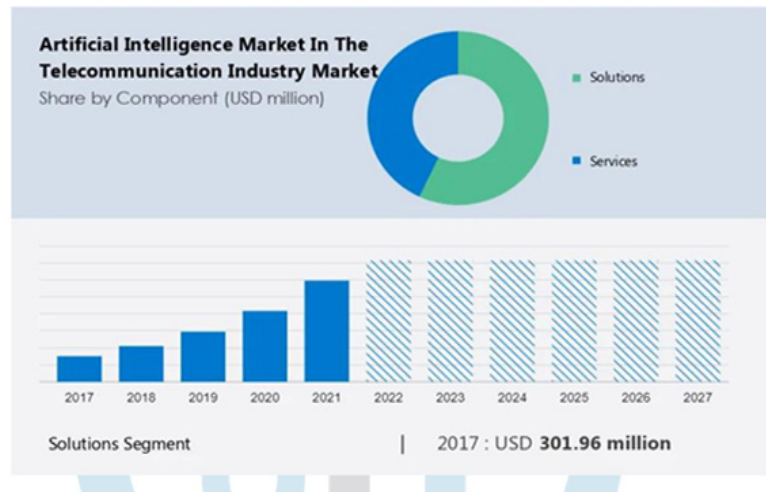 Artificial Intelligence Market In The
Telecommunication Industry Market
Share by Component (USD million)
Solutions
Services
2017 2018 2019 2020 2021 2022 2023 2024 2025 2026 2027
Solutions Segment | 2017 : USD 301.96 million